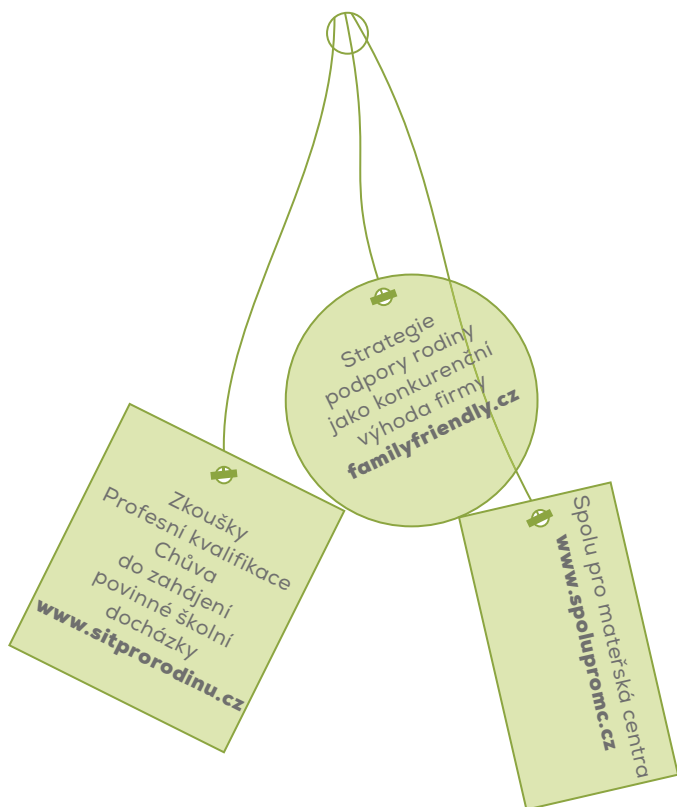 Strategie
podpory rodiny
jako konkurenční
výhoda firmy
familyfriendly.cz
Zkoušky
Profesní kvalifikace
Chůva
do zahájení
povinné školní
docházky
www.sitprorodinu.cz
Spolu pro mateřská centra
www.spolupromc.cz